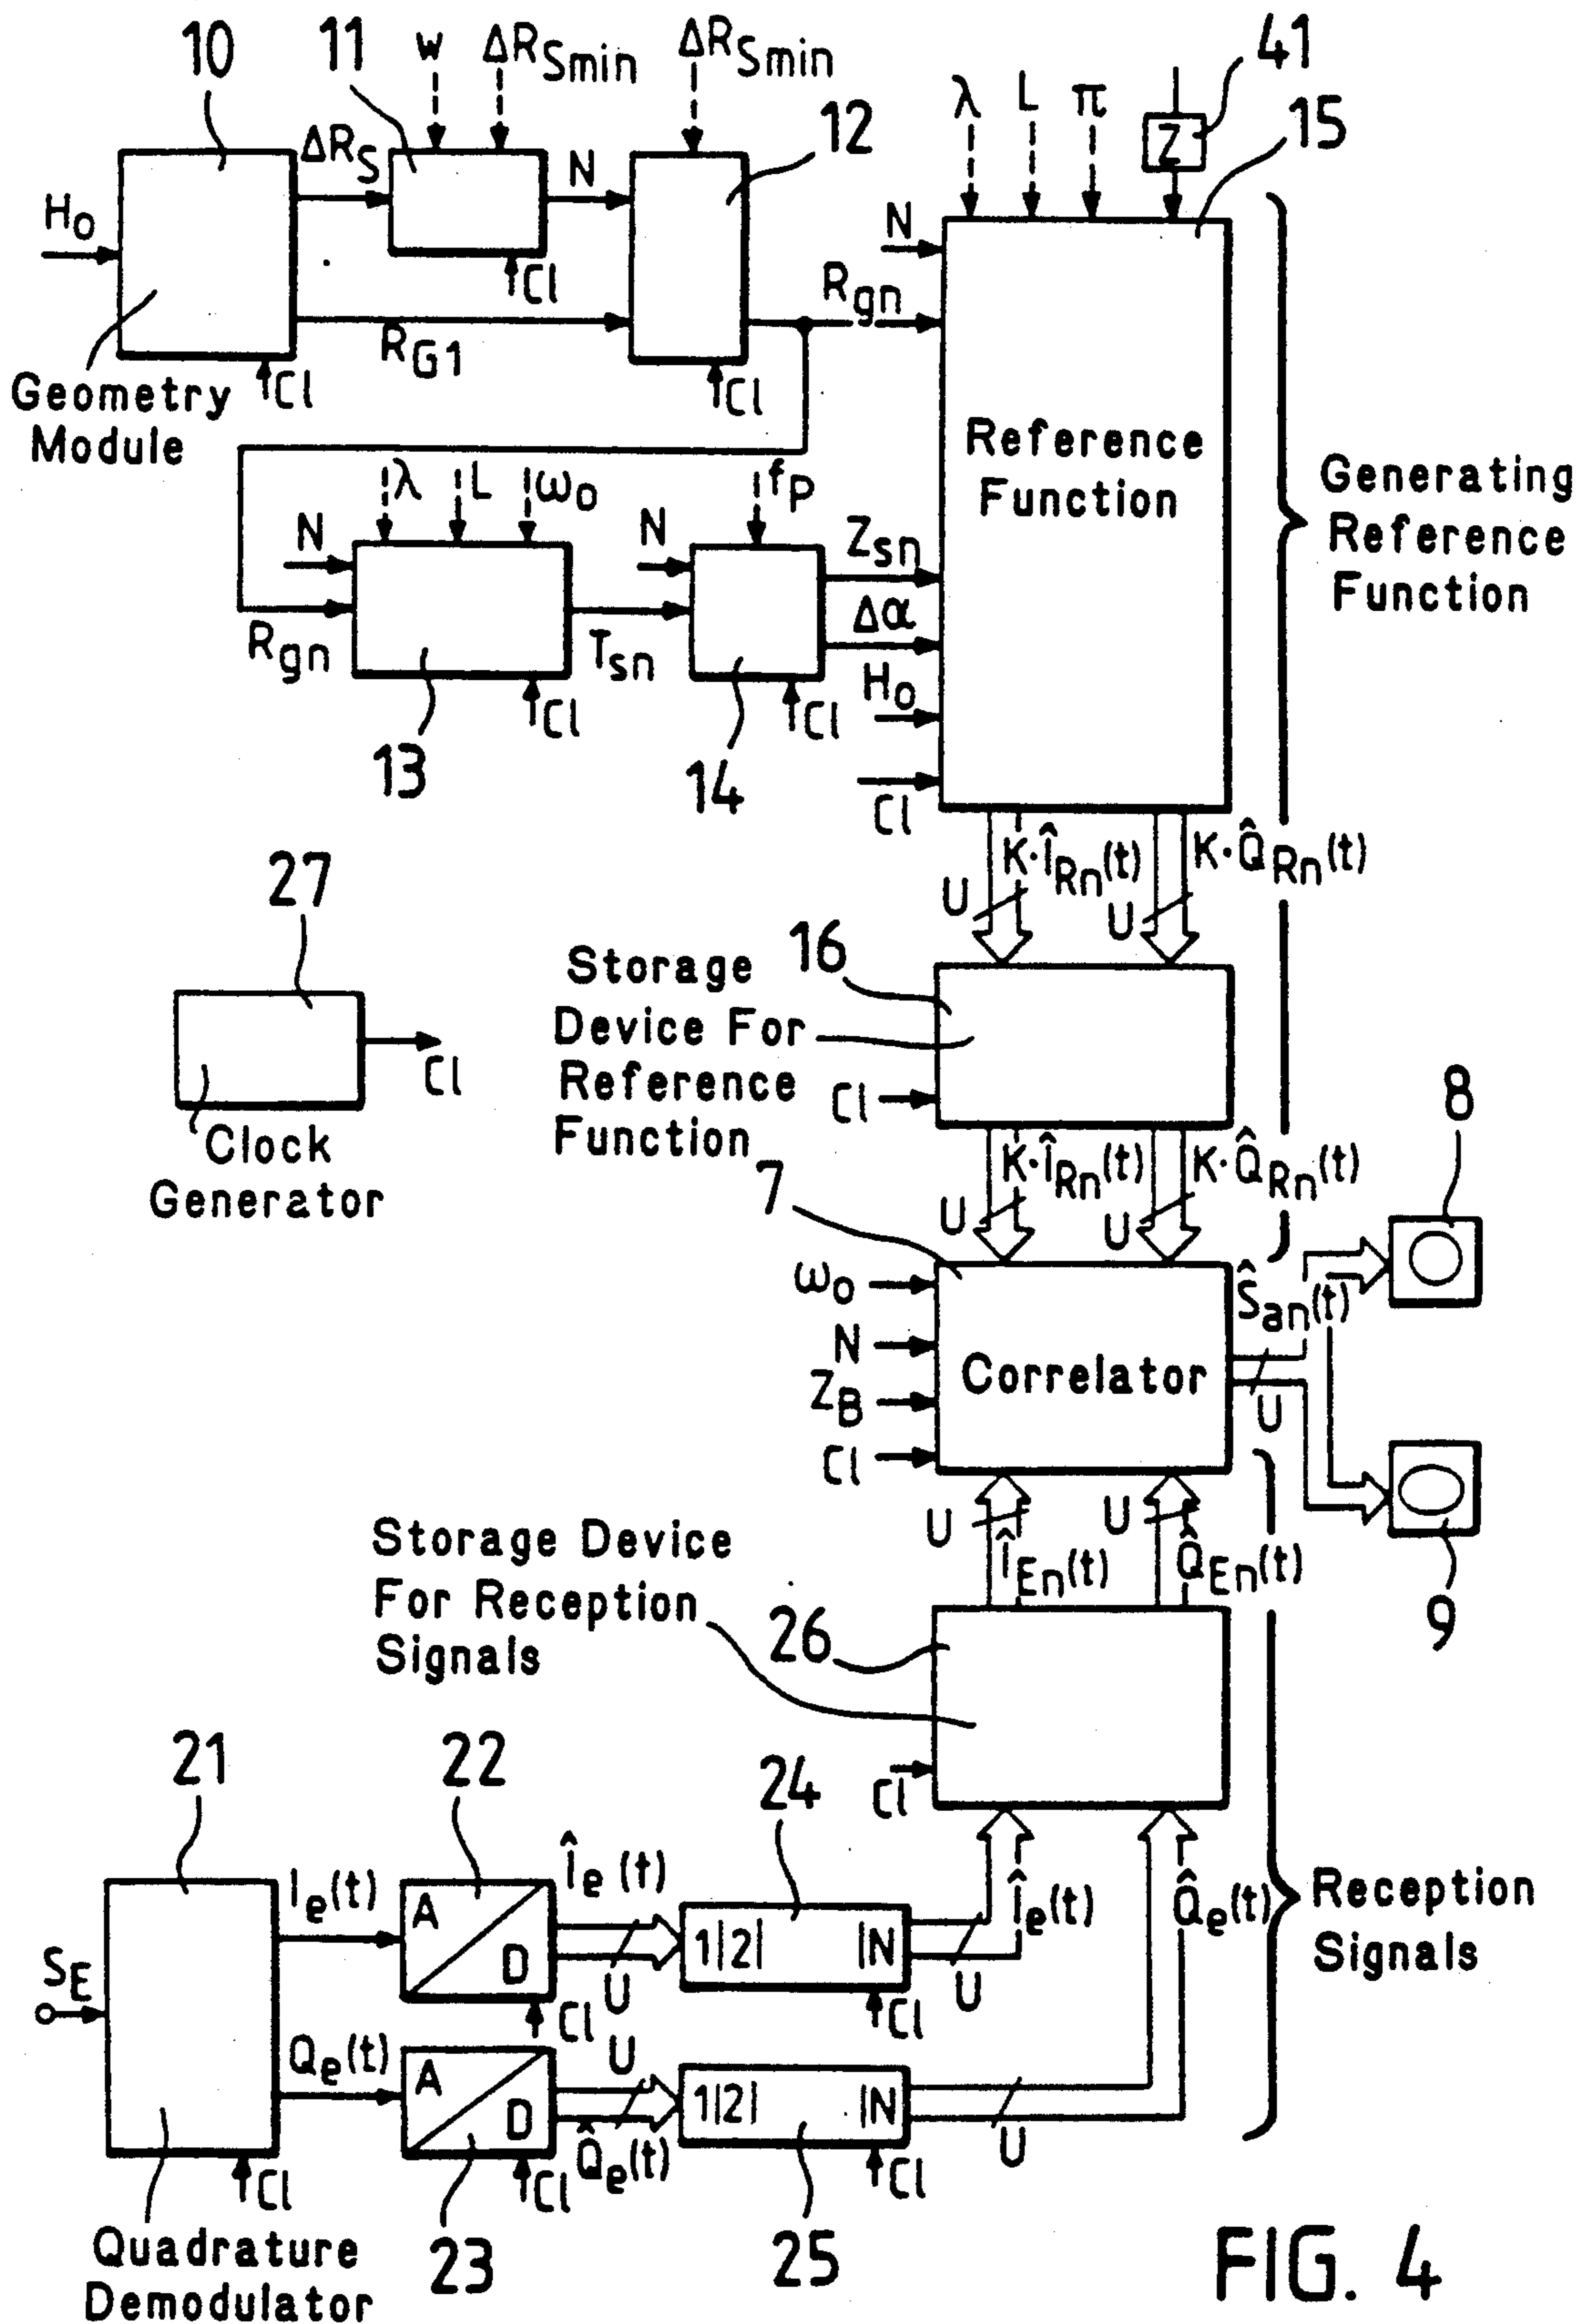 10
11
w
ΔR_Smin
ΔR_Smin
12
λ
L
π
41
Z
15
H_o
ΔR_S
N
Cl
R_G1
Cl
Cl
Geometry
Module
N
R_gn
Reference
Function
Generating
Reference
Function
λ
L
ω_o
f_p
N
N
R_gn
T_sn
Z_sn
Δα
H_o
Cl
Cl
Cl
13
14
K·Î_Rn(t)
K·Q̂_Rn(t)
U
U
27
Cl
Clock
Generator
Storage
Device For
Reference
Function
16
Cl
K·Î_Rn(t)
K·Q̂_Rn(t)
U
U
7
8
ω_o
N
Z_B
Cl
Correlator
Ŝ_an(t)
U
9
U
U
Î_En(t)
Q̂_En(t)
Storage Device
For Reception
Signals
26
Cl
21
22
24
S_E
I_e(t)
A
D
Cl
Î_e(t)
U
1|2|
|N
Cl
U
Î_e(t)
Q̂_e(t)
Reception
Signals
Q_e(t)
A
D
Cl
U
Q̂_e(t)
1|2|
|N
Cl
U
Cl
23
25
Quadrature
Demodulator
FIG. 4